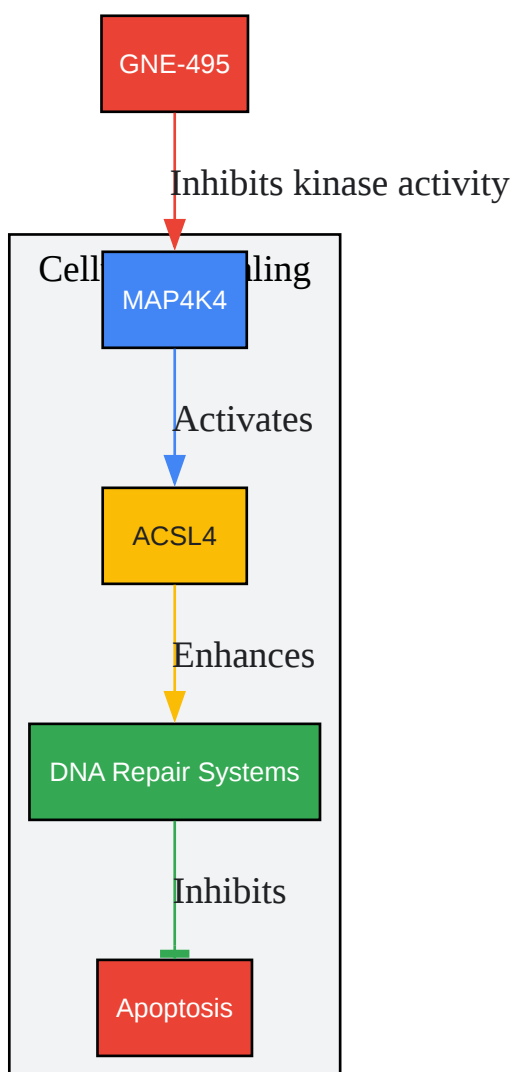 GNE-495
Inhibits kinase activity
MAP4K4
Activates
ACSL4
Enhances
DNA Repair Systems
Inhibits
Apoptosis